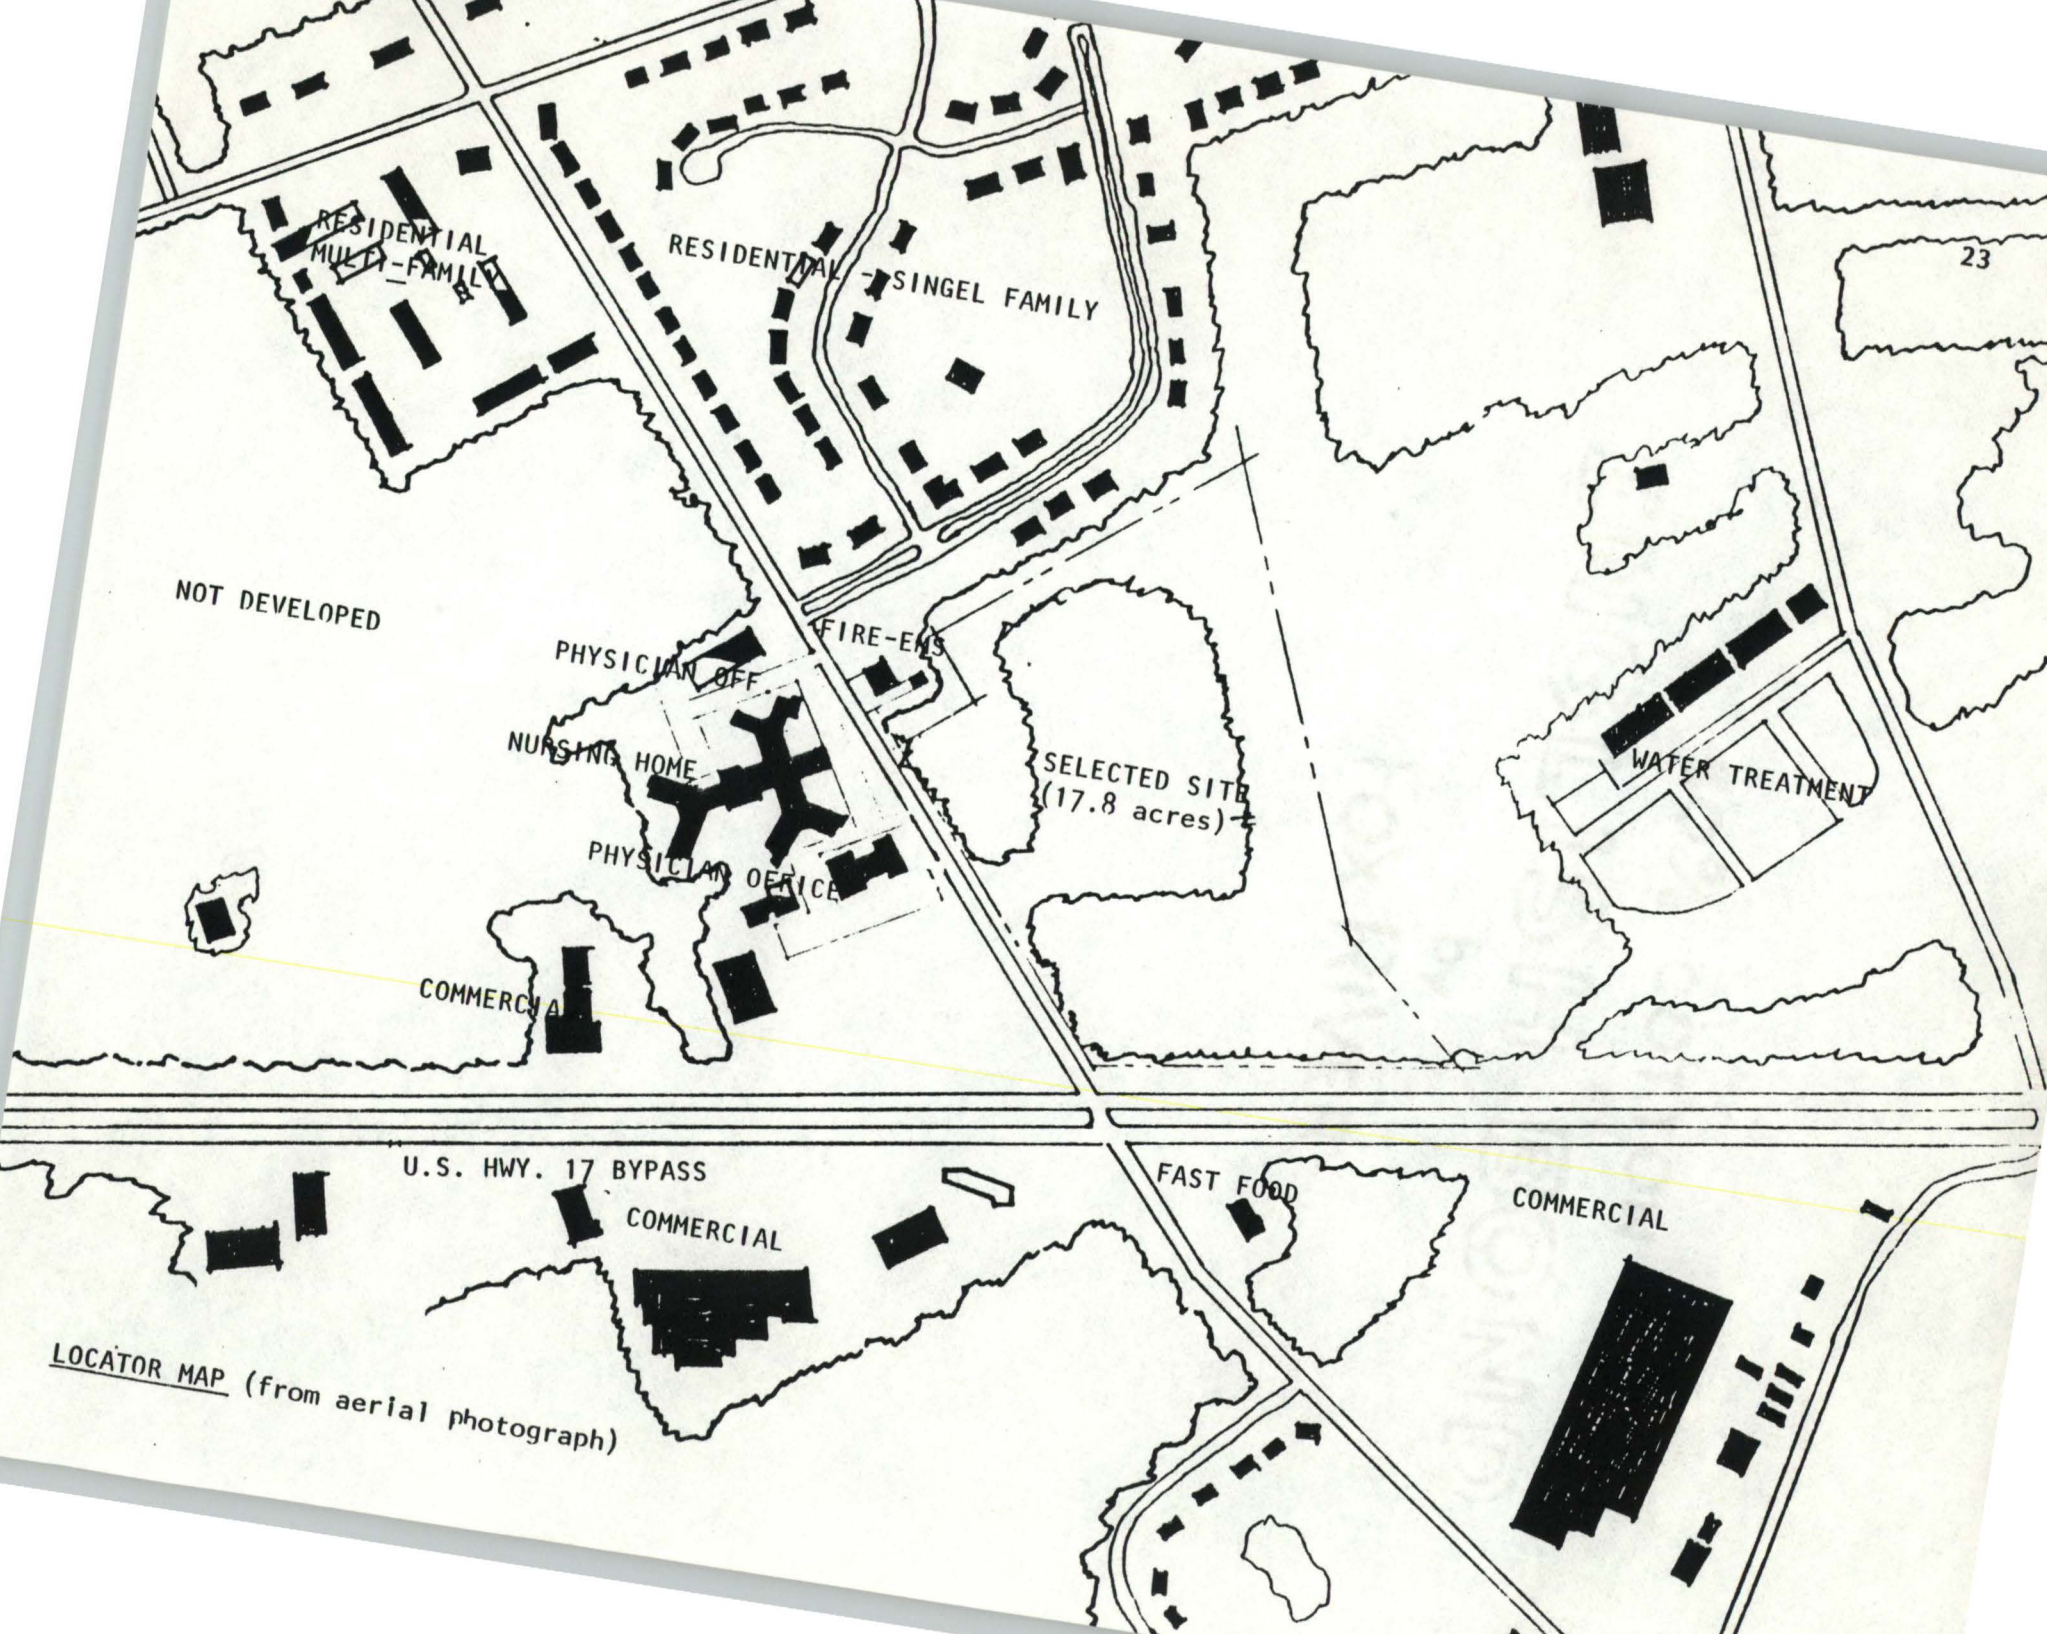 RESIDENTIAL
MULTI-FAMILY
RESIDENTIAL - SINGEL FAMILY
23
NOT DEVELOPED
FIRE-EMS
PHYSICIAN OFF.
NURSING HOME
SELECTED SITE
(17.8 acres)
WATER TREATMENT
PHYSICIAN OFFICE
COMMERCIAL
U.S. HWY. 17 BYPASS
COMMERCIAL
FAST FOOD
COMMERCIAL
LOCATOR MAP (from aerial photograph)